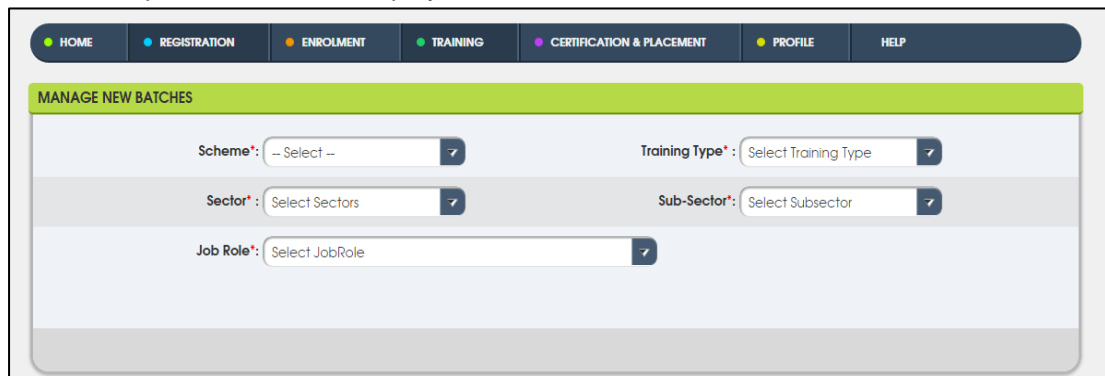 HOME REGISTRATION ENROLMENT TRAINING CERTIFICATION & PLACEMENT PROFILE HELP
MANAGE NEW BATCHES
Scheme*: -- Select -- Training Type* : Select Training Type
Sector* : Select Sectors Sub-Sector*: Select Subsector
Job Role*: Select JobRole